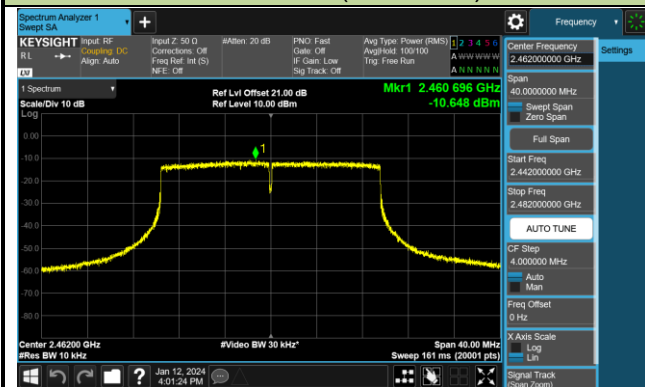 Spectrum Analyzer 1
Swept SA
Frequency
KEYSIGHT
Input: RF
Coupling: DC
Align: Auto
Input Z: 50 Ω
Corrections: Off
Freq Ref: Int (S)
NFE: Off
#Atten: 20 dB
PNO: Fast
Gate: Off
IF Gain: Low
Sig Track: Off
Avg Type: Power (RMS)
Avg|Hold: 100/100
Trig: Free Run
1 2 3 4 5 6
A W W W W W
A N N N N N
R L
LXI
Center Frequency
2.462000000 GHz
Settings
Span
40.0000000 MHz
Swept Span
Zero Span
Full Span
Start Freq
2.442000000 GHz
Stop Freq
2.482000000 GHz
AUTO TUNE
CF Step
4.000000 MHz
Auto
Man
Freq Offset
0 Hz
X Axis Scale
Log
Lin
Signal Track
(Span Zoom)
1 Spectrum
Scale/Div 10 dB
Log
Ref Lvl Offset 21.00 dB
Ref Level 10.00 dBm
Mkr1 2.460 696 GHz
-10.648 dBm
1
0.00
-10.0
-20.0
-30.0
-40.0
-50.0
-60.0
-70.0
-80.0
Center 2.46200 GHz
#Res BW 10 kHz
#Video BW 30 kHz*
Span 40.00 MHz
Sweep 161 ms (20001 pts)
?
Jan 12, 2024
4:01:24 PM